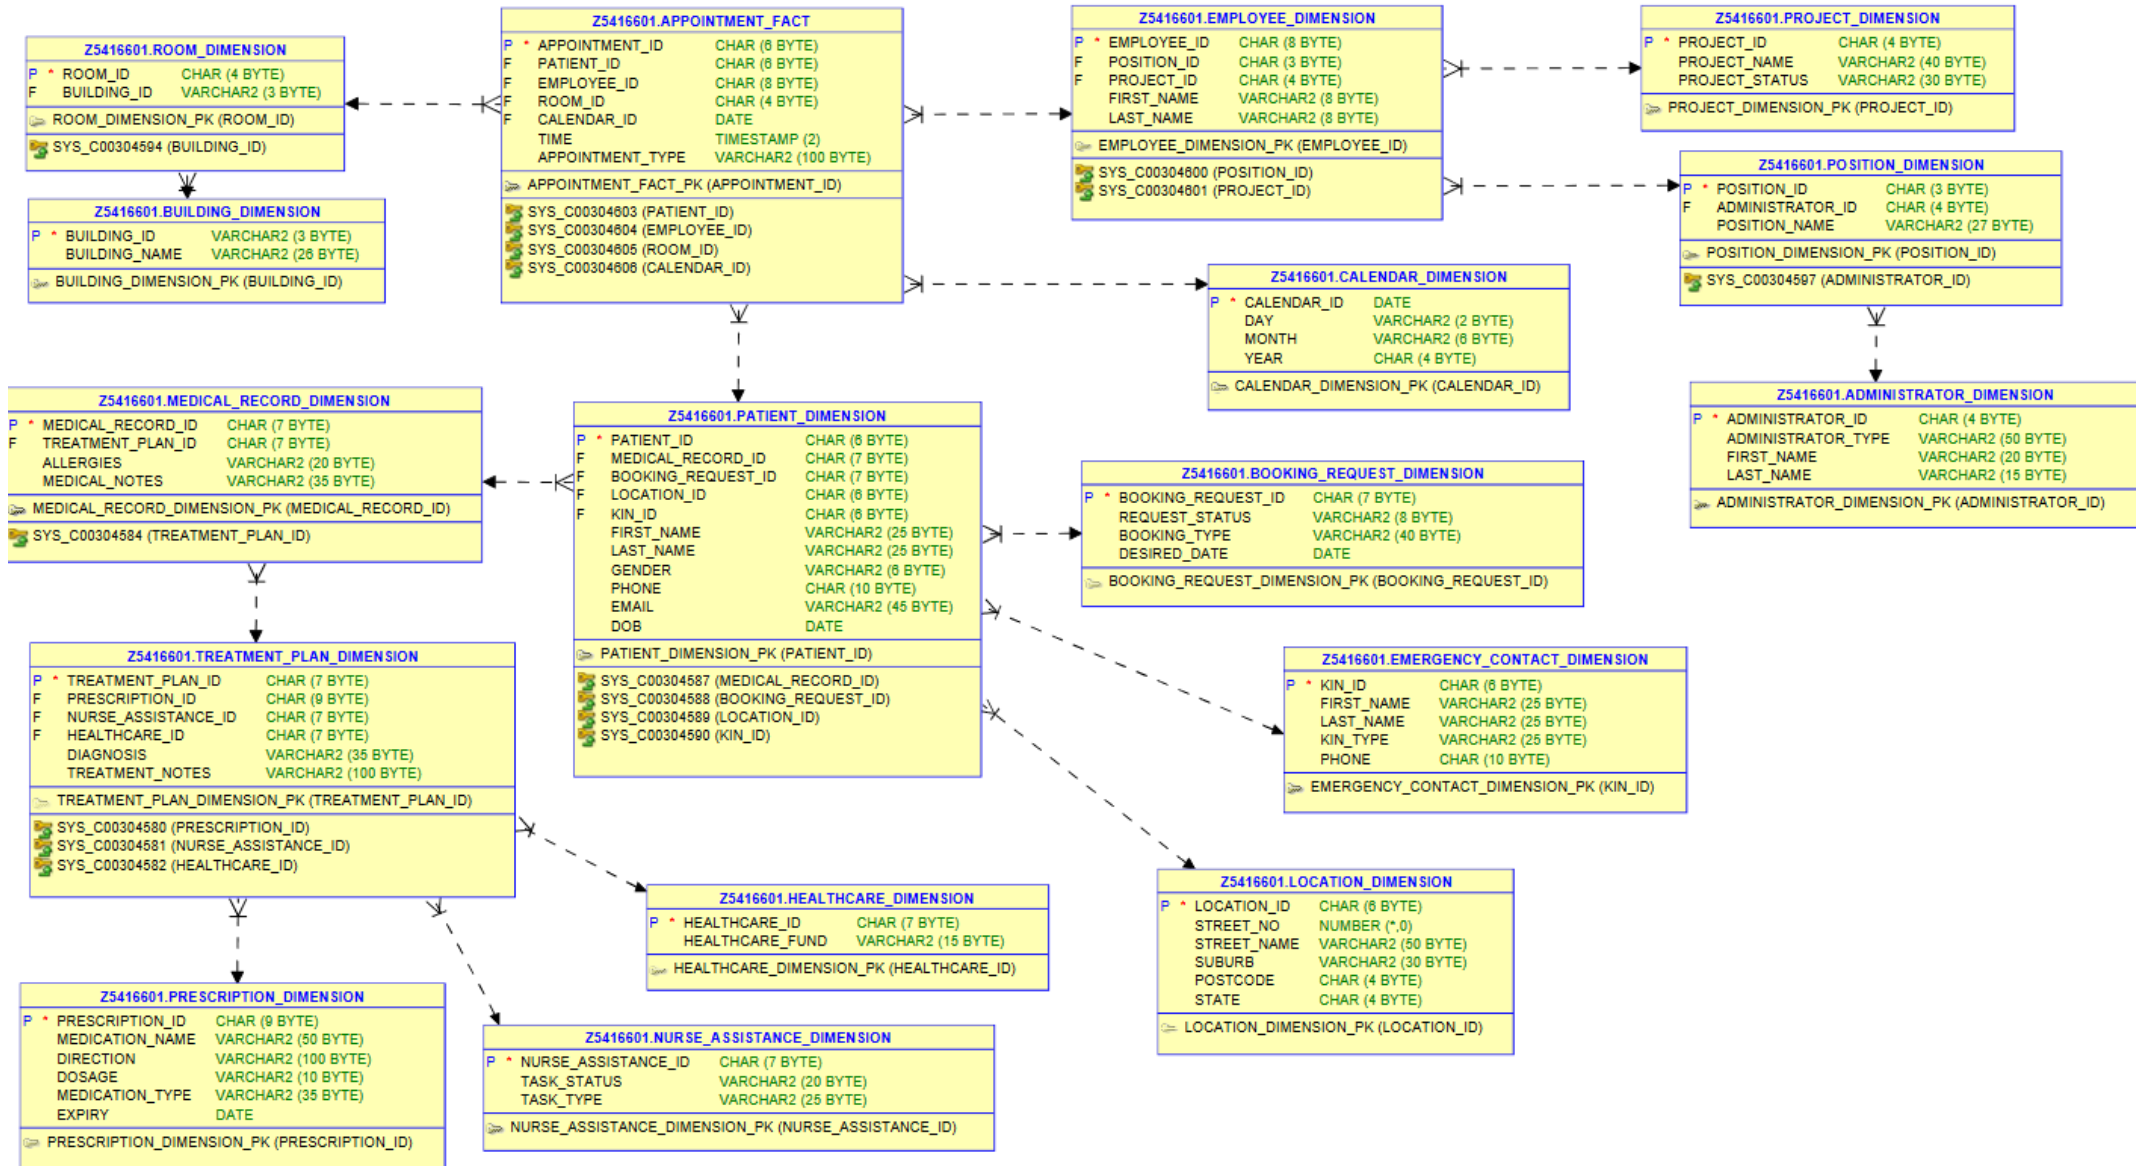 Z5416601.ROOM_DIMENSION
P * ROOM_ID CHAR (4 BYTE)
F BUILDING_ID VARCHAR2 (3 BYTE)
ROOM_DIMENSION_PK (ROOM_ID)
SYS_C00304594 (BUILDING_ID)
Z5416601.BUILDING_DIMENSION
P * BUILDING_ID VARCHAR2 (3 BYTE)
BUILDING_NAME VARCHAR2 (26 BYTE)
BUILDING_DIMENSION_PK (BUILDING_ID)
Z5416601.APPOINTMENT_FACT
P * APPOINTMENT_ID CHAR (6 BYTE)
F PATIENT_ID CHAR (6 BYTE)
F EMPLOYEE_ID CHAR (8 BYTE)
F ROOM_ID CHAR (4 BYTE)
F CALENDAR_ID DATE
TIME TIMESTAMP (2)
APPOINTMENT_TYPE VARCHAR2 (100 BYTE)
APPOINTMENT_FACT_PK (APPOINTMENT_ID)
SYS_C00304603 (PATIENT_ID)
SYS_C00304604 (EMPLOYEE_ID)
SYS_C00304605 (ROOM_ID)
SYS_C00304606 (CALENDAR_ID)
Z5416601.EMPLOYEE_DIMENSION
P * EMPLOYEE_ID CHAR (8 BYTE)
F POSITION_ID CHAR (3 BYTE)
F PROJECT_ID CHAR (4 BYTE)
FIRST_NAME VARCHAR2 (8 BYTE)
LAST_NAME VARCHAR2 (8 BYTE)
EMPLOYEE_DIMENSION_PK (EMPLOYEE_ID)
SYS_C00304600 (POSITION_ID)
SYS_C00304601 (PROJECT_ID)
Z5416601.PROJECT_DIMENSION
P * PROJECT_ID CHAR (4 BYTE)
PROJECT_NAME VARCHAR2 (40 BYTE)
PROJECT_STATUS VARCHAR2 (30 BYTE)
PROJECT_DIMENSION_PK (PROJECT_ID)
Z5416601.POSITION_DIMENSION
P * POSITION_ID CHAR (3 BYTE)
F ADMINISTRATOR_ID CHAR (4 BYTE)
POSITION_NAME VARCHAR2 (27 BYTE)
POSITION_DIMENSION_PK (POSITION_ID)
SYS_C00304597 (ADMINISTRATOR_ID)
Z5416601.CALENDAR_DIMENSION
P * CALENDAR_ID DATE
DAY VARCHAR2 (2 BYTE)
MONTH VARCHAR2 (6 BYTE)
YEAR CHAR (4 BYTE)
CALENDAR_DIMENSION_PK (CALENDAR_ID)
Z5416601.ADMINISTRATOR_DIMENSION
P * ADMINISTRATOR_ID CHAR (4 BYTE)
ADMINISTRATOR_TYPE VARCHAR2 (50 BYTE)
FIRST_NAME VARCHAR2 (20 BYTE)
LAST_NAME VARCHAR2 (15 BYTE)
ADMINISTRATOR_DIMENSION_PK (ADMINISTRATOR_ID)
Z5416601.MEDICAL_RECORD_DIMENSION
P * MEDICAL_RECORD_ID CHAR (7 BYTE)
F TREATMENT_PLAN_ID CHAR (7 BYTE)
ALLERGIES VARCHAR2 (20 BYTE)
MEDICAL_NOTES VARCHAR2 (35 BYTE)
MEDICAL_RECORD_DIMENSION_PK (MEDICAL_RECORD_ID)
SYS_C00304584 (TREATMENT_PLAN_ID)
Z5416601.PATIENT_DIMENSION
P * PATIENT_ID CHAR (6 BYTE)
F MEDICAL_RECORD_ID CHAR (7 BYTE)
F BOOKING_REQUEST_ID CHAR (7 BYTE)
F LOCATION_ID CHAR (6 BYTE)
F KIN_ID CHAR (6 BYTE)
FIRST_NAME VARCHAR2 (25 BYTE)
LAST_NAME VARCHAR2 (25 BYTE)
GENDER VARCHAR2 (6 BYTE)
PHONE CHAR (10 BYTE)
EMAIL VARCHAR2 (45 BYTE)
DOB DATE
PATIENT_DIMENSION_PK (PATIENT_ID)
SYS_C00304587 (MEDICAL_RECORD_ID)
SYS_C00304588 (BOOKING_REQUEST_ID)
SYS_C00304589 (LOCATION_ID)
SYS_C00304590 (KIN_ID)
Z5416601.BOOKING_REQUEST_DIMENSION
P * BOOKING_REQUEST_ID CHAR (7 BYTE)
REQUEST_STATUS VARCHAR2 (8 BYTE)
BOOKING_TYPE VARCHAR2 (40 BYTE)
DESIRED_DATE DATE
BOOKING_REQUEST_DIMENSION_PK (BOOKING_REQUEST_ID)
Z5416601.EMERGENCY_CONTACT_DIMENSION
P * KIN_ID CHAR (6 BYTE)
FIRST_NAME VARCHAR2 (25 BYTE)
LAST_NAME VARCHAR2 (25 BYTE)
KIN_TYPE VARCHAR2 (25 BYTE)
PHONE CHAR (10 BYTE)
EMERGENCY_CONTACT_DIMENSION_PK (KIN_ID)
Z5416601.TREATMENT_PLAN_DIMENSION
P * TREATMENT_PLAN_ID CHAR (7 BYTE)
F PRESCRIPTION_ID CHAR (9 BYTE)
F NURSE_ASSISTANCE_ID CHAR (7 BYTE)
F HEALTHCARE_ID CHAR (7 BYTE)
DIAGNOSIS VARCHAR2 (35 BYTE)
TREATMENT_NOTES VARCHAR2 (100 BYTE)
TREATMENT_PLAN_DIMENSION_PK (TREATMENT_PLAN_ID)
SYS_C00304580 (PRESCRIPTION_ID)
SYS_C00304581 (NURSE_ASSISTANCE_ID)
SYS_C00304582 (HEALTHCARE_ID)
Z5416601.HEALTHCARE_DIMENSION
P * HEALTHCARE_ID CHAR (7 BYTE)
HEALTHCARE_FUND VARCHAR2 (15 BYTE)
HEALTHCARE_DIMENSION_PK (HEALTHCARE_ID)
Z5416601.LOCATION_DIMENSION
P * LOCATION_ID CHAR (6 BYTE)
STREET_NO NUMBER (*,0)
STREET_NAME VARCHAR2 (50 BYTE)
SUBURB VARCHAR2 (30 BYTE)
POSTCODE CHAR (4 BYTE)
STATE CHAR (4 BYTE)
LOCATION_DIMENSION_PK (LOCATION_ID)
Z5416601.PRESCRIPTION_DIMENSION
P * PRESCRIPTION_ID CHAR (9 BYTE)
MEDICATION_NAME VARCHAR2 (50 BYTE)
DIRECTION VARCHAR2 (100 BYTE)
DOSAGE VARCHAR2 (10 BYTE)
MEDICATION_TYPE VARCHAR2 (35 BYTE)
EXPIRY DATE
PRESCRIPTION_DIMENSION_PK (PRESCRIPTION_ID)
Z5416601.NURSE_ASSISTANCE_DIMENSION
P * NURSE_ASSISTANCE_ID CHAR (7 BYTE)
TASK_STATUS VARCHAR2 (20 BYTE)
TASK_TYPE VARCHAR2 (25 BYTE)
NURSE_ASSISTANCE_DIMENSION_PK (NURSE_ASSISTANCE_ID)